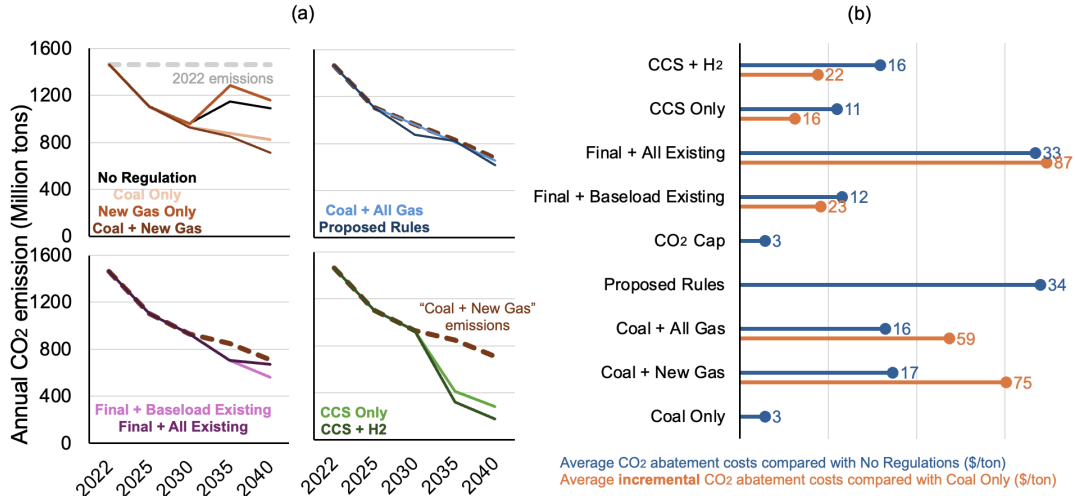 (a)
(b)
Annual CO2 emission (Million tons)
1600
1200
800
400
0
2022 emissions
No Regulation
Coal Only
New Gas Only
Coal + New Gas
Coal + All Gas
Proposed Rules
1600
1200
800
400
0
Final + Baseload Existing
Final + All Existing
"Coal + New Gas"
emissions
CCS Only
CCS + H2
2022
2025
2030
2035
2040
2022
2025
2030
2035
2040
CCS + H2
16
22
CCS Only
11
16
Final + All Existing
33
87
Final + Baseload Existing
12
23
CO2 Cap
3
Proposed Rules
34
Coal + All Gas
16
59
Coal + New Gas
17
75
Coal Only
3
Average CO2 abatement costs compared with No Regulations ($/ton)
Average incremental CO2 abatement costs compared with Coal Only ($/ton)